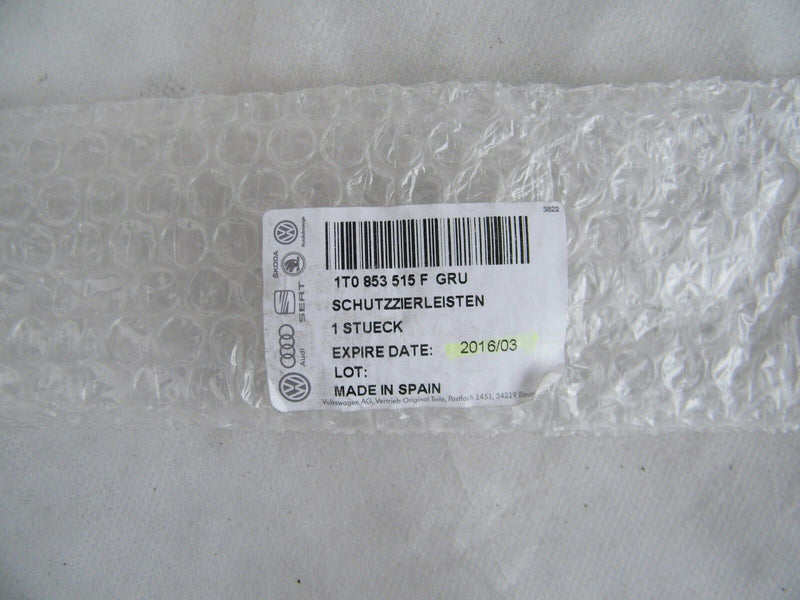 3822
1T0 853 515 F GRU
SCHUTZZIERLEISTEN
1 STUECK
EXPIRE DATE: 2016/03
LOT:
MADE IN SPAIN
Volkswagen AG, Vertrieb Original Teile, Postfach 1451, 34219
Nutzfahrzeuge
ŠKODA
SEAT
Audi